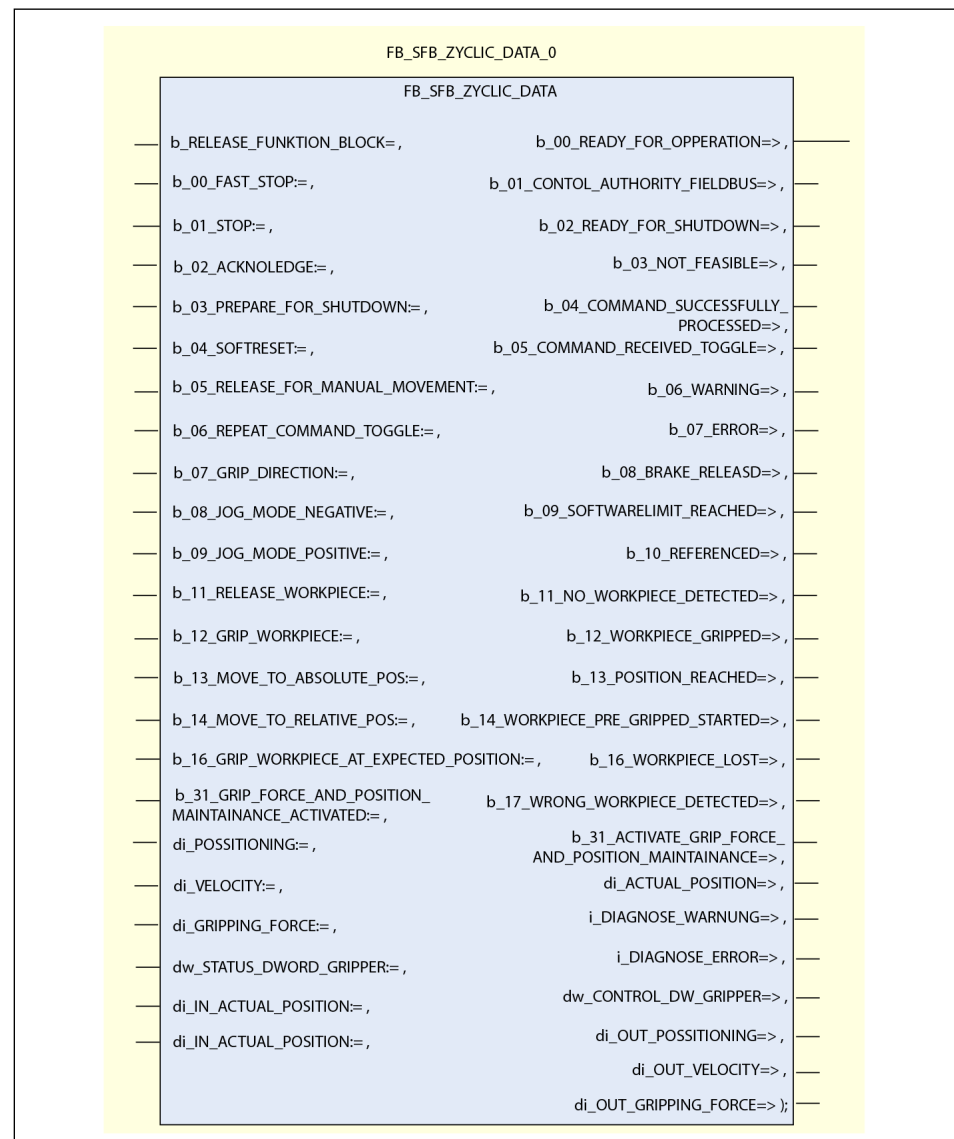 FB_SFB_ZYCLIC_DATA_0
FB_SFB_ZYCLIC_DATA
b_RELEASE_FUNKTION_BLOCK= ,
b_00_FAST_STOP:= ,
b_01_STOP:= ,
b_02_ACKNOLEDGE:= ,
b_03_PREPARE_FOR_SHUTDOWN:= ,
b_04_SOFTRESET:= ,
b_05_RELEASE_FOR_MANUAL_MOVEMENT:= ,
b_06_REPEAT_COMMAND_TOGGLE:= ,
b_07_GRIP_DIRECTION:= ,
b_08_JOG_MODE_NEGATIVE:= ,
b_09_JOG_MODE_POSITIVE:= ,
b_11_RELEASE_WORKPIECE:= ,
b_12_GRIP_WORKPIECE:= ,
b_13_MOVE_TO_ABSOLUTE_POS:= ,
b_14_MOVE_TO_RELATIVE_POS:= ,
b_16_GRIP_WORKPIECE_AT_EXPECTED_POSITION:= ,
b_31_GRIP_FORCE_AND_POSITION_
MAINTAINANCE_ACTIVATED:= ,
di_POSSITIONING:= ,
di_VELOCITY:= ,
di_GRIPPING_FORCE:= ,
dw_STATUS_DWORD_GRIPPER:= ,
di_IN_ACTUAL_POSITION:= ,
di_IN_ACTUAL_POSITION:= ,
b_00_READY_FOR_OPPERATION=> ,
b_01_CONTOL_AUTHORITY_FIELDBUS=> ,
b_02_READY_FOR_SHUTDOWN=> ,
b_03_NOT_FEASIBLE=> ,
b_04_COMMAND_SUCCESSFULLY_
PROCESSED=> ,
b_05_COMMAND_RECEIVED_TOGGLE=> ,
b_06_WARNING=> ,
b_07_ERROR=> ,
b_08_BRAKE_RELEASD=> ,
b_09_SOFTWARELIMIT_REACHED=> ,
b_10_REFERENCED=> ,
b_11_NO_WORKPIECE_DETECTED=> ,
b_12_WORKPIECE_GRIPPED=> ,
b_13_POSITION_REACHED=> ,
b_14_WORKPIECE_PRE_GRIPPED_STARTED=> ,
b_16_WORKPIECE_LOST=> ,
b_17_WRONG_WORKPIECE_DETECTED=> ,
b_31_ACTIVATE_GRIP_FORCE_
AND_POSITION_MAINTAINANCE=> ,
di_ACTUAL_POSITION=> ,
i_DIAGNOSE_WARNUNG=> ,
i_DIAGNOSE_ERROR=> ,
dw_CONTROL_DW_GRIPPER=> ,
di_OUT_POSSITIONING=> ,
di_OUT_VELOCITY=> ,
di_OUT_GRIPPING_FORCE=> );